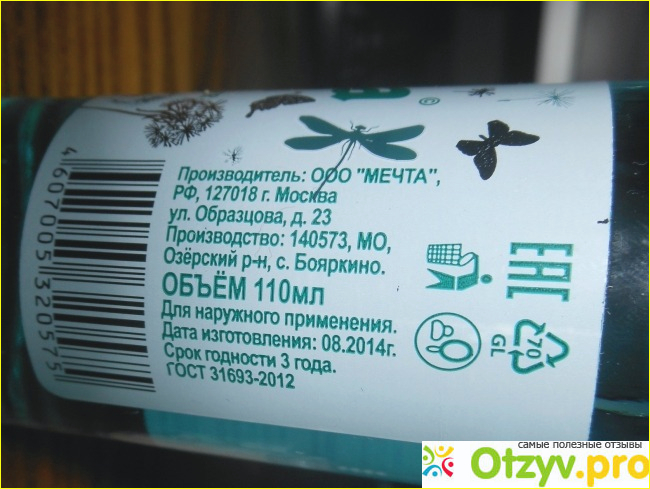 ®
Производитель: ООО "МЕЧТА",
РФ, 127018 г. Москва
ул. Образцова, д. 23
Производство: 140573, МО,
Озёрский р-н, с. Бояркино.
ОБЪЁМ 110мл
Для наружного применения.
Дата изготовления: 08.2014г.
Срок годности 3 года.
ГОСТ 31693-2012
4607005320575
EAC
70
GL
самые полезные отзывы
Otzyv.pro